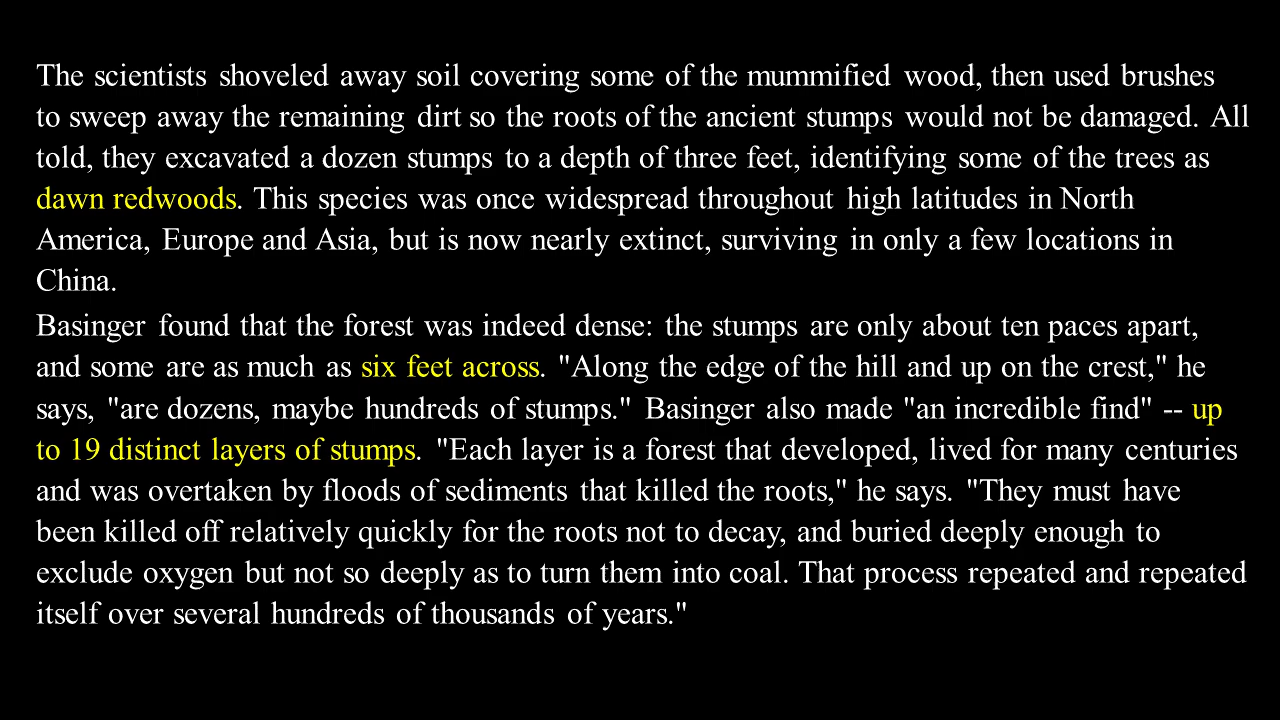 The scientists shoveled away soil covering some of the mummified wood, then used brushes
to sweep away the remaining dirt so the roots of the ancient stumps would not be damaged. All
told, they excavated a dozen stumps to a depth of three feet, identifying some of the trees as
dawn redwoods. This species was once widespread throughout high latitudes in North
America, Europe and Asia, but is now nearly extinct, surviving in only a few locations in
China.
Basinger found that the forest was indeed dense: the stumps are only about ten paces apart,
and some are as much as six feet across. "Along the edge of the hill and up on the crest," he
says, "are dozens, maybe hundreds of stumps." Basinger also made "an incredible find" -- up
to 19 distinct layers of stumps. "Each layer is a forest that developed, lived for many centuries
and was overtaken by floods of sediments that killed the roots," he says. "They must have
been killed off relatively quickly for the roots not to decay, and buried deeply enough to
exclude oxygen but not so deeply as to turn them into coal. That process repeated and repeated
itself over several hundreds of thousands of years."